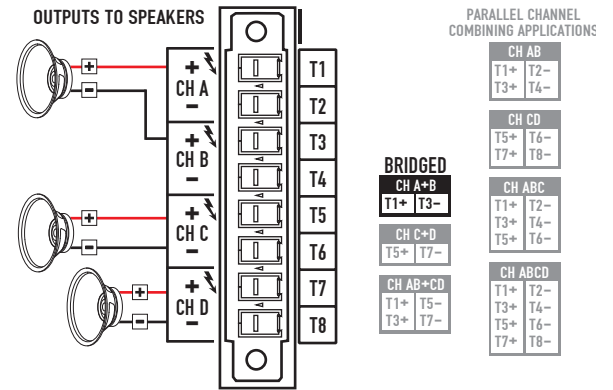 OUTPUTS TO SPEAKERS
+
-
CH A
+
-
T1
T2
+
-
CH B
T3
T4
+
-
CH C
+
-
T5
T6
+
-
CH D
+
-
T7
T8
BRIDGED
CH A+B
T1+ T3-
CH C+D
T5+ T7-
CH AB+CD
T1+ T5-
T3+ T7-
PARALLEL CHANNEL
COMBINING APPLICATIONS
CH AB
T1+ T2-
T3+ T4-
CH CD
T5+ T6-
T7+ T8-
CH ABC
T1+ T2-
T3+ T4-
T5+ T6-
CH ABCD
T1+ T2-
T3+ T4-
T5+ T6-
T7+ T8-